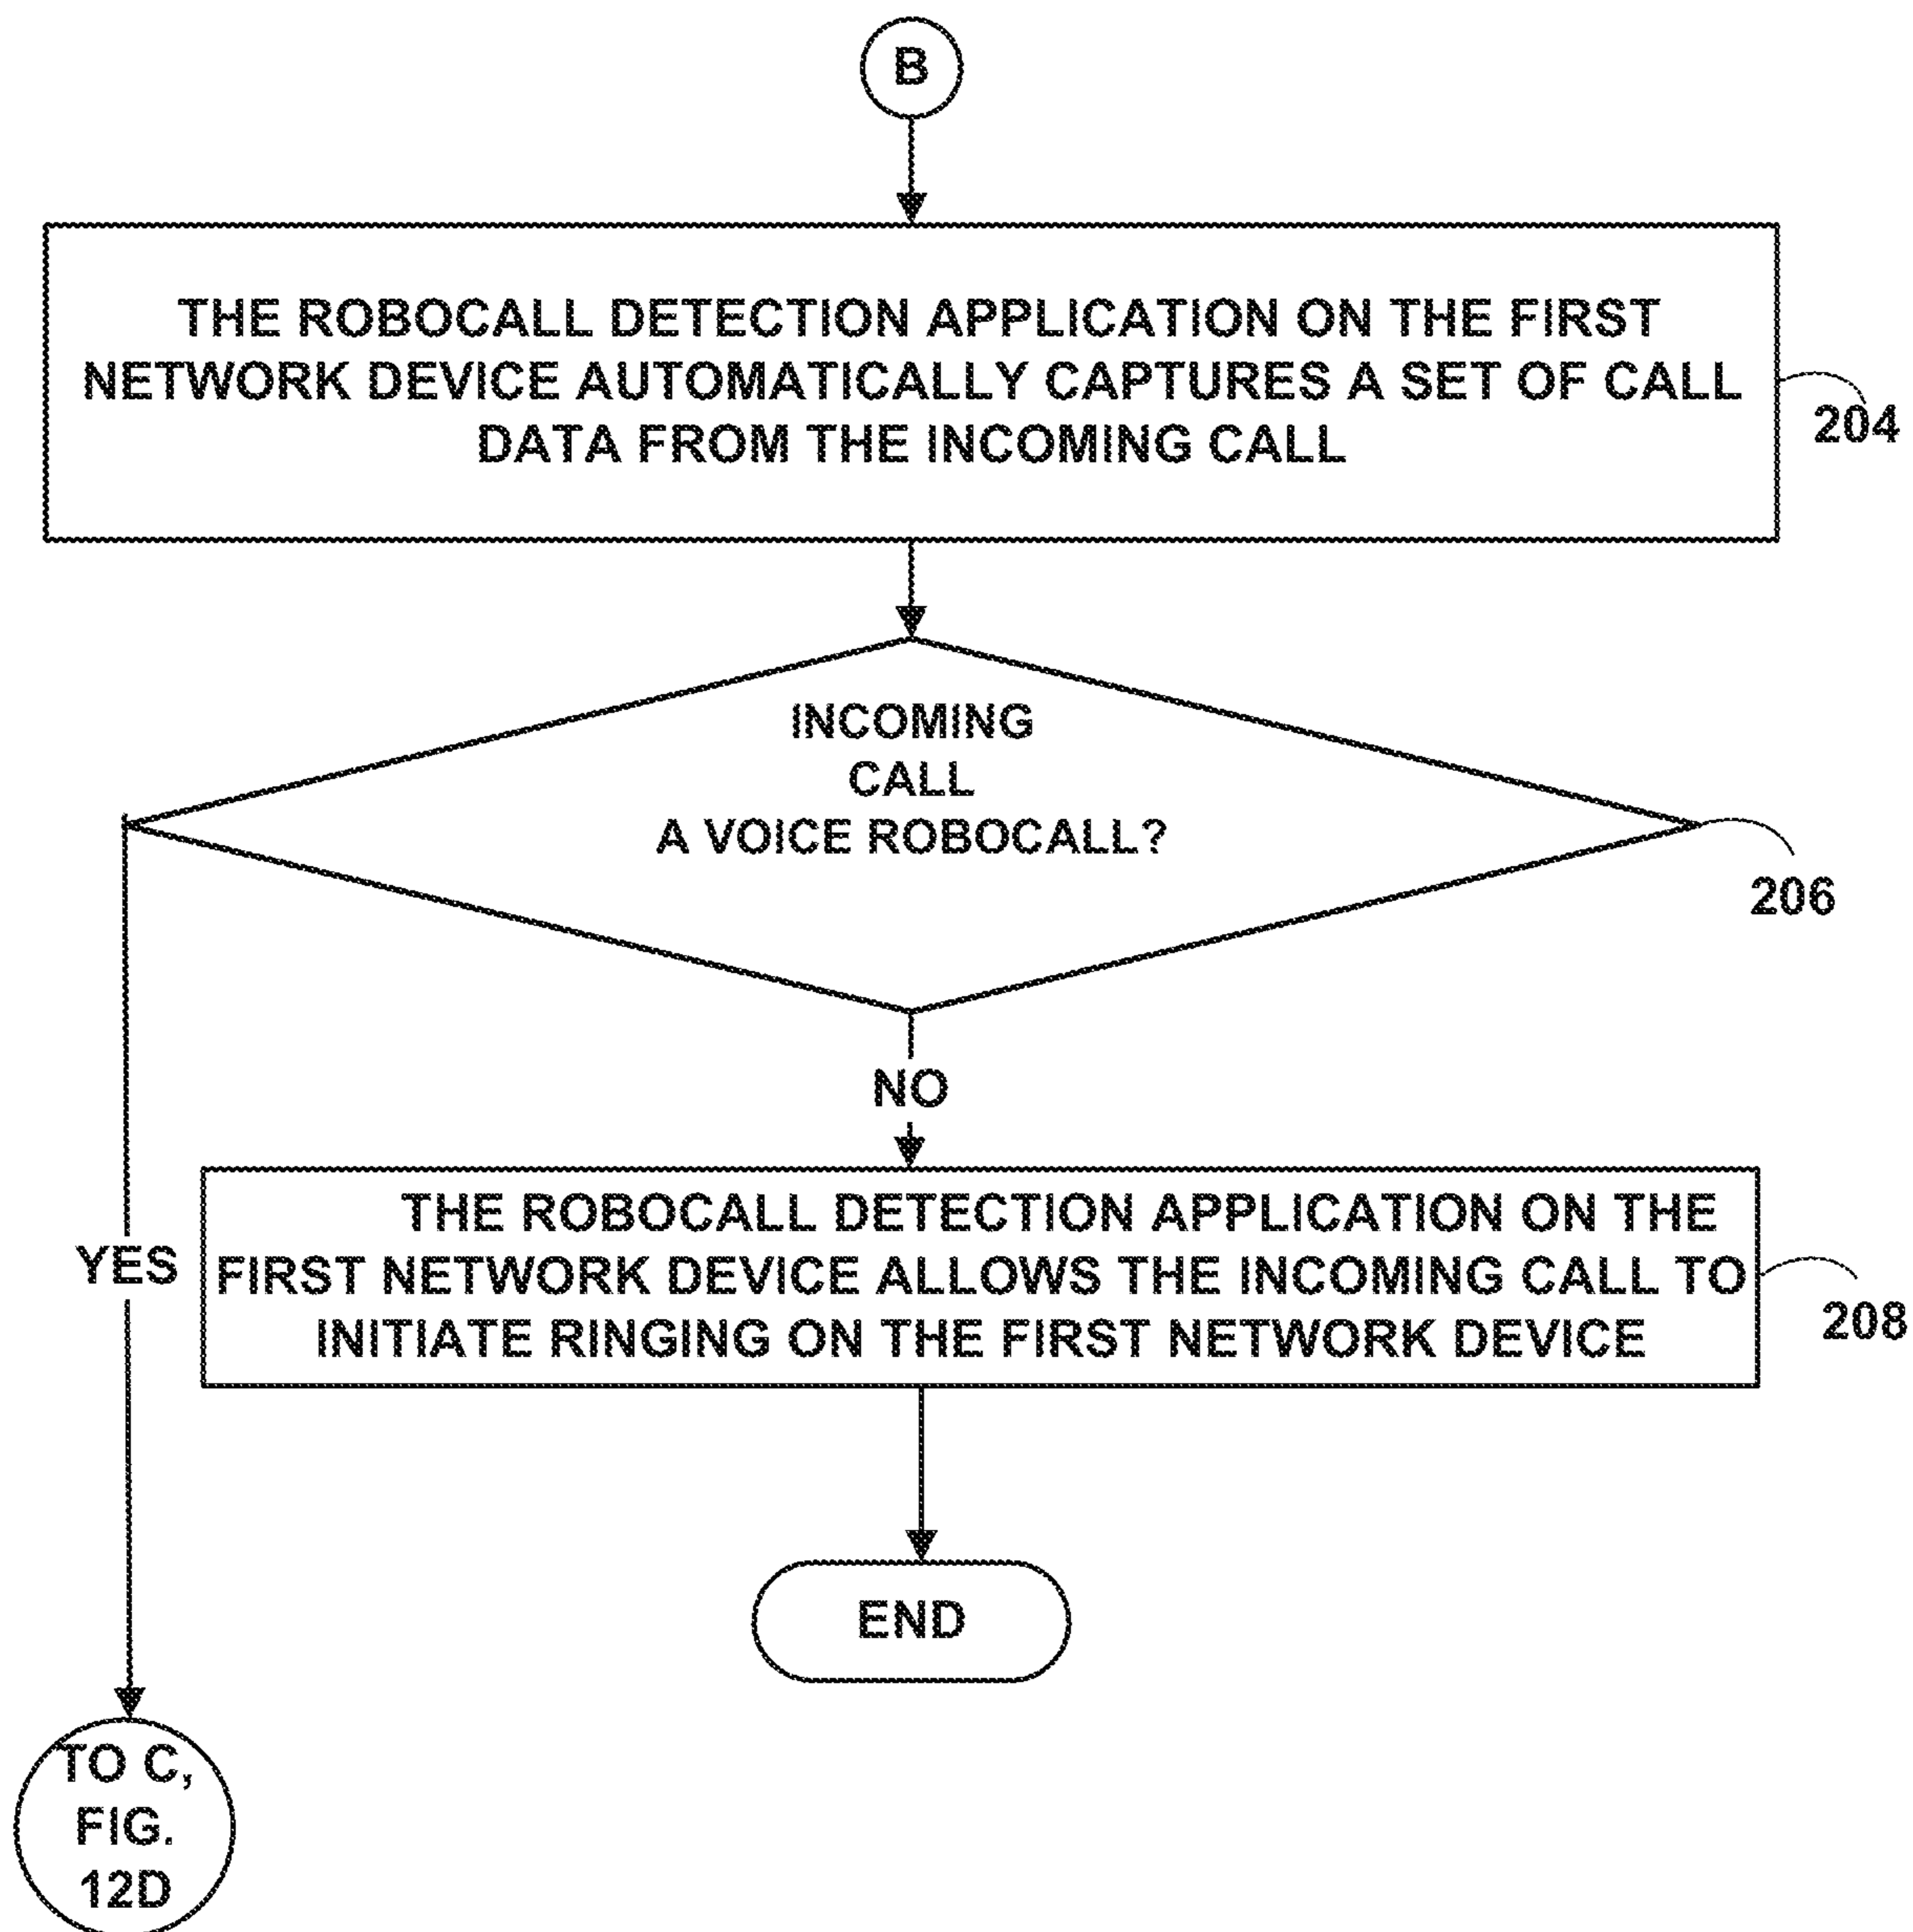 B
THE ROBOCALL DETECTION APPLICATION ON THE FIRST
NETWORK DEVICE AUTOMATICALLY CAPTURES A SET OF CALL
DATA FROM THE INCOMING CALL
204
INCOMING
CALL
A VOICE ROBOCALL?
206
NO
THE ROBOCALL DETECTION APPLICATION ON THE
FIRST NETWORK DEVICE ALLOWS THE INCOMING CALL TO
INITIATE RINGING ON THE FIRST NETWORK DEVICE
YES
208
END
TO C,
FIG.
12D